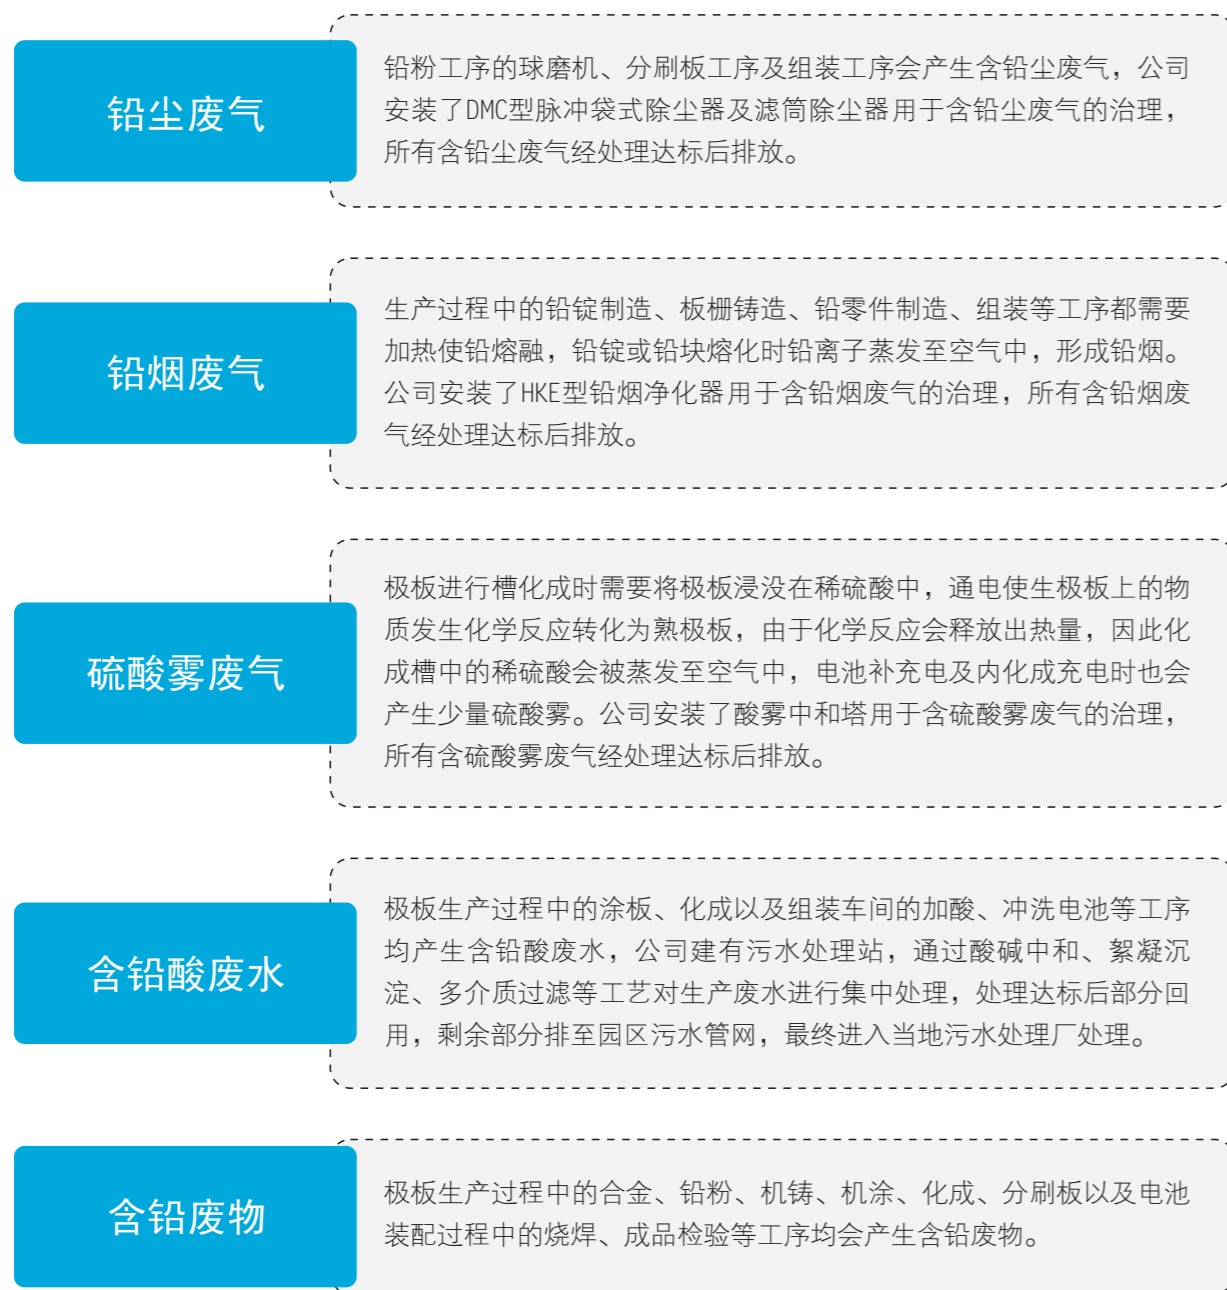 铅尘废气
铅粉工序的球磨机、分刷板工序及组装工序会产生含铅尘废气，公司
安装了DMC型脉冲袋式除尘器及滤筒除尘器用于含铅尘废气的治理，
所有含铅尘废气经处理达标后排放。
铅烟废气
生产过程中的铅锭制造、板栅铸造、铅零件制造、组装等工序都需要
加热使铅熔融，铅锭或铅块熔化时铅离子蒸发至空气中，形成铅烟。
公司安装了HKE型铅烟净化器用于含铅烟废气的治理，所有含铅烟废
气经处理达标后排放。
硫酸雾废气
极板进行槽化成时需要将极板浸没在稀硫酸中，通电使生极板上的物
质发生化学反应转化为熟极板，由于化学反应会释放出热量，因此化
成槽中的稀硫酸会被蒸发至空气中，电池补充电及内化成充电时也会
产生少量硫酸雾。公司安装了酸雾中和塔用于含硫酸雾废气的治理，
所有含硫酸雾废气经处理达标后排放。
含铅酸废水
极板生产过程中的涂板、化成以及组装车间的加酸、冲洗电池等工序
均产生含铅酸废水，公司建有污水处理站，通过酸碱中和、絮凝沉
淀、多介质过滤等工艺对生产废水进行集中处理，处理达标后部分回
用，剩余部分排至园区污水管网，最终进入当地污水处理厂处理。
含铅废物
极板生产过程中的合金、铅粉、机铸、机涂、化成、分刷板以及电池
装配过程中的烧焊、成品检验等工序均会产生含铅废物。